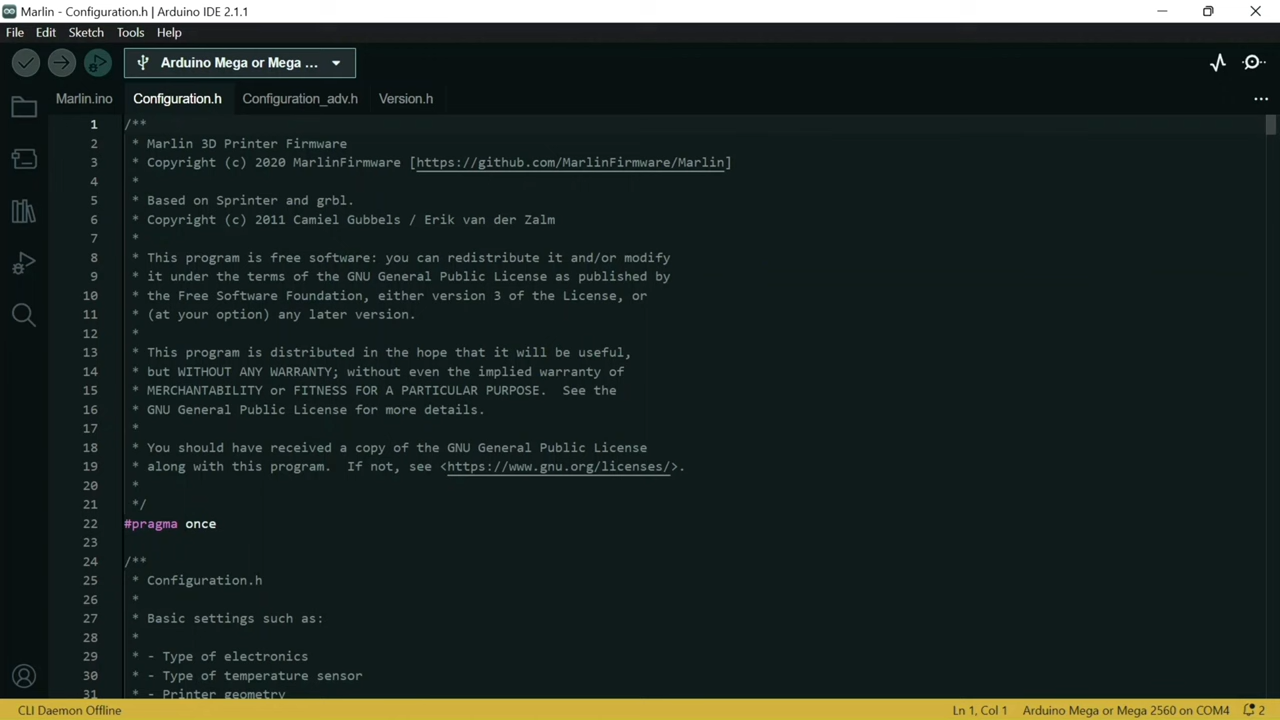 Marlin - Configuration.h | Arduino IDE 2.1.1
File Edit Sketch Tools Help
Arduino Mega or Mega ...
Marlin.ino Configuration.h Configuration_adv.h Version.h
1 /**
2 * Marlin 3D Printer Firmware
3 * Copyright (c) 2020 MarlinFirmware [https://github.com/MarlinFirmware/Marlin]
4 *
5 * Based on Sprinter and grbl.
6 * Copyright (c) 2011 Camiel Gubbels / Erik van der Zalm
7 *
8 * This program is free software: you can redistribute it and/or modify
9 * it under the terms of the GNU General Public License as published by
10 * the Free Software Foundation, either version 3 of the License, or
11 * (at your option) any later version.
12 *
13 * This program is distributed in the hope that it will be useful,
14 * but WITHOUT ANY WARRANTY; without even the implied warranty of
15 * MERCHANTABILITY or FITNESS FOR A PARTICULAR PURPOSE.  See the
16 * GNU General Public License for more details.
17 *
18 * You should have received a copy of the GNU General Public License
19 * along with this program.  If not, see <https://www.gnu.org/licenses/>.
20 *
21 */
22 #pragma once
23
24 /**
25 * Configuration.h
26 *
27 * Basic settings such as:
28 *
29 * - Type of electronics
30 * - Type of temperature sensor
31 * - Printer geometry
CLI Daemon Offline Ln 1, Col 1 Arduino Mega or Mega 2560 on COM4 2